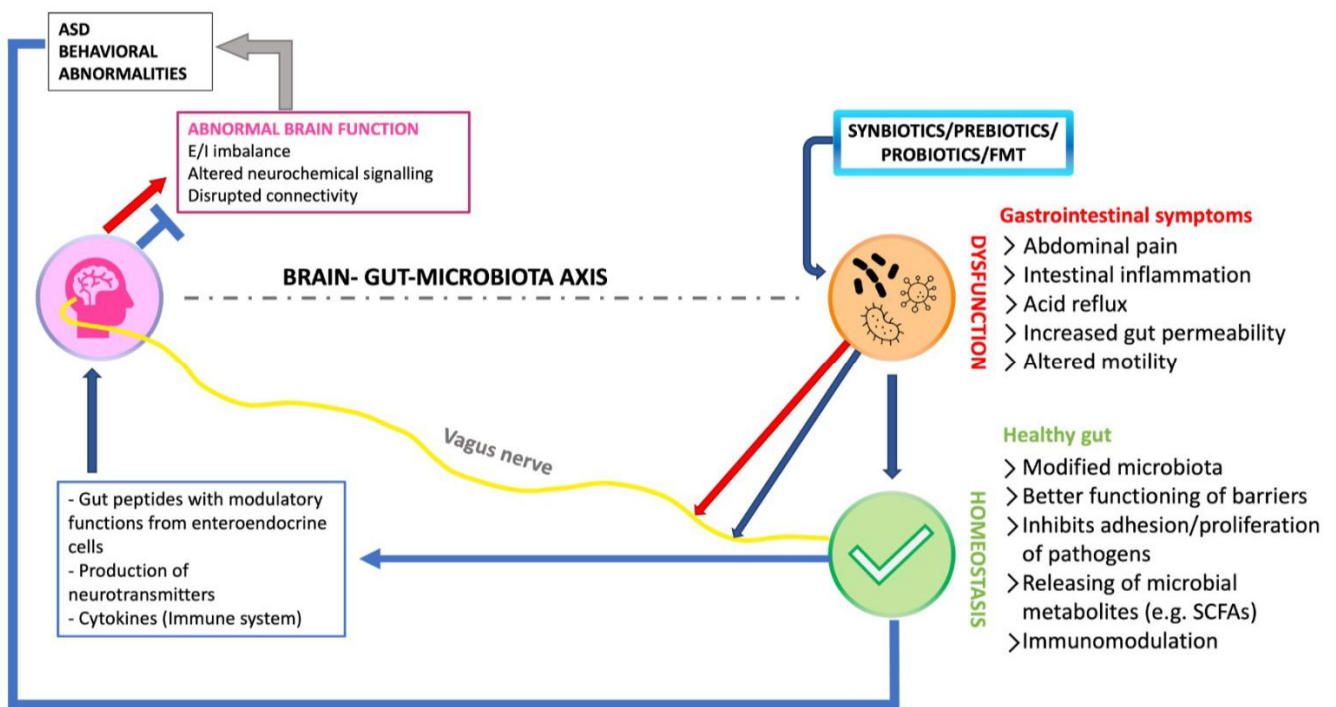 ASD
BEHAVIORAL
ABNORMALITIES
ABNORMAL BRAIN FUNCTION
E/I imbalance
Altered neurochemical signalling
Disrupted connectivity
SYNBIOTICS/PREBIOTICS/
PROBIOTICS/FMT
BRAIN- GUT-MICROBIOTA AXIS
DYSFUNCTION
Gastrointestinal symptoms
> Abdominal pain
> Intestinal inflammation
> Acid reflux
> Increased gut permeability
> Altered motility
Vagus nerve
- Gut peptides with modulatory
functions from enteroendocrine
cells
- Production of
neurotransmitters
- Cytokines (Immune system)
HOMEOSTASIS
Healthy gut
> Modified microbiota
> Better functioning of barriers
> Inhibits adhesion/proliferation
of pathogens
> Releasing of microbial
metabolites (e.g. SCFAs)
> Immunomodulation